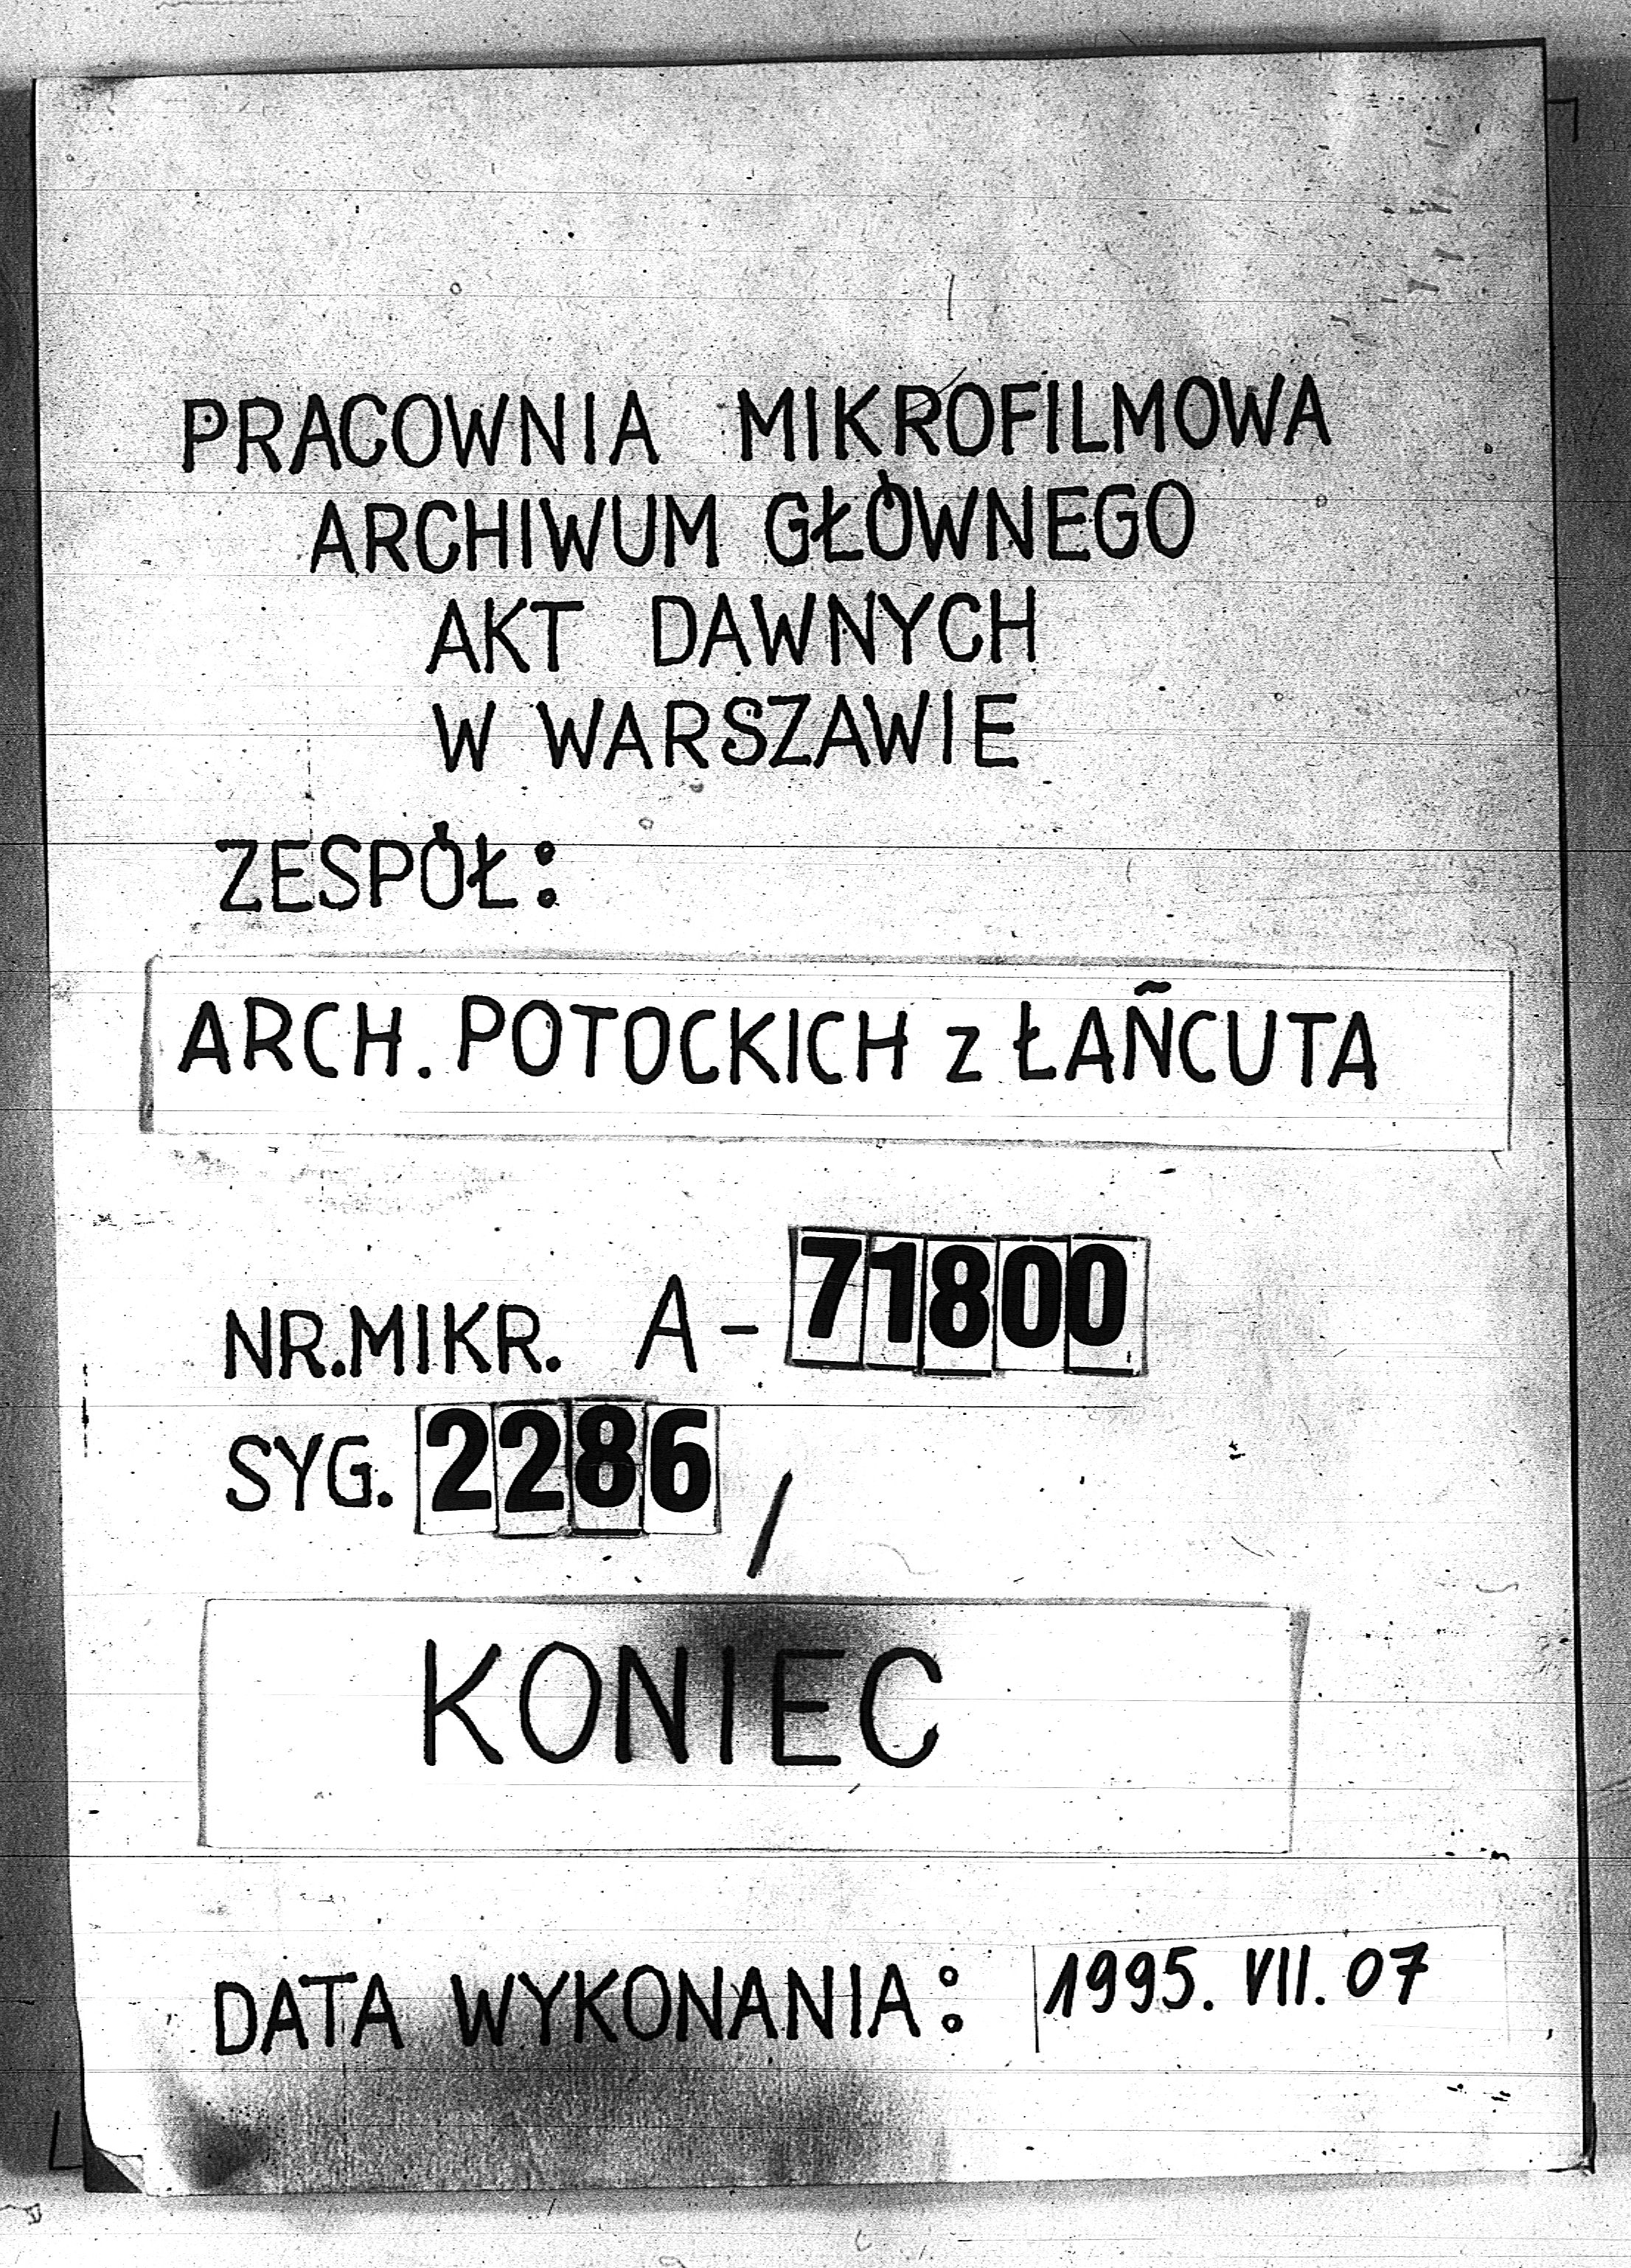 PRACOWNIA MIKROFILMOWA
ARCHIWUM GŁÓWNEGO
AKT DAWNYCH
W WARSZAWIE
ZESPÓŁ:
ARCH. POTOCKICH z ŁAŃCUTA
NR.MIKR. A-71800
SYG. 2286/
KONIEC
DATA WYKONANIA: 1995. VII. 07